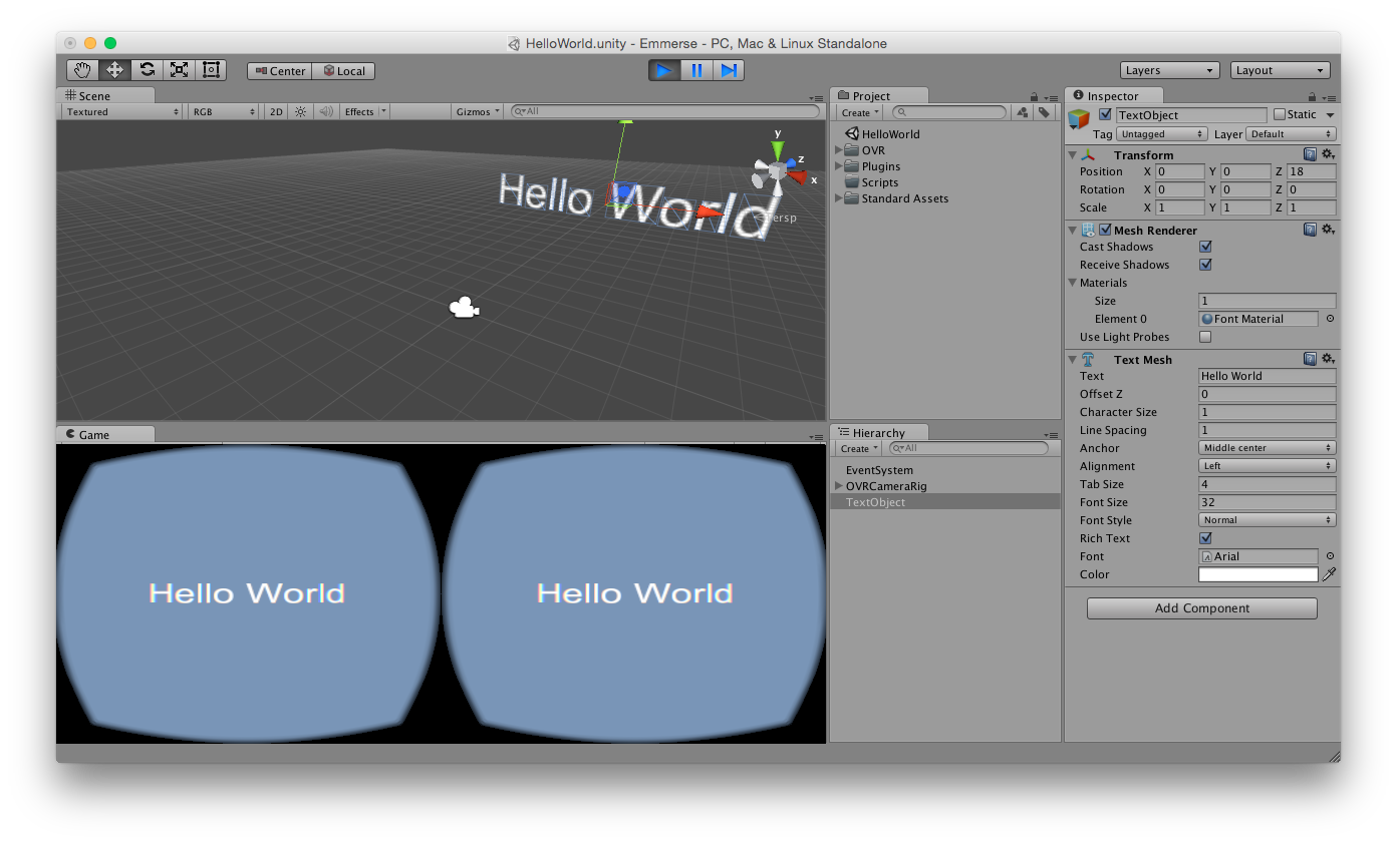 HelloWorld.unity - Emmerse - PC, Mac & Linux Standalone
Center Local
Layers Layout
Scene
Textured RGB 2D Effects Gizmos All
y
z
x
Persp
Hello World
Game
Hello World Hello World
Project
Create
HelloWorld
OVR
Plugins
Scripts
Standard Assets
Hierarchy
Create All
EventSystem
OVRCameraRig
TextObject
Inspector
TextObject Static
Tag Untagged Layer Default
Transform
Position X 0 Y 0 Z 18
Rotation X 0 Y 0 Z 0
Scale X 1 Y 1 Z 1
Mesh Renderer
Cast Shadows
Receive Shadows
Materials
Size 1
Element 0 Font Material
Use Light Probes
Text Mesh
Text Hello World
Offset Z 0
Character Size 1
Line Spacing 1
Anchor Middle center
Alignment Left
Tab Size 4
Font Size 32
Font Style Normal
Rich Text
Font Arial
Color
Add Component